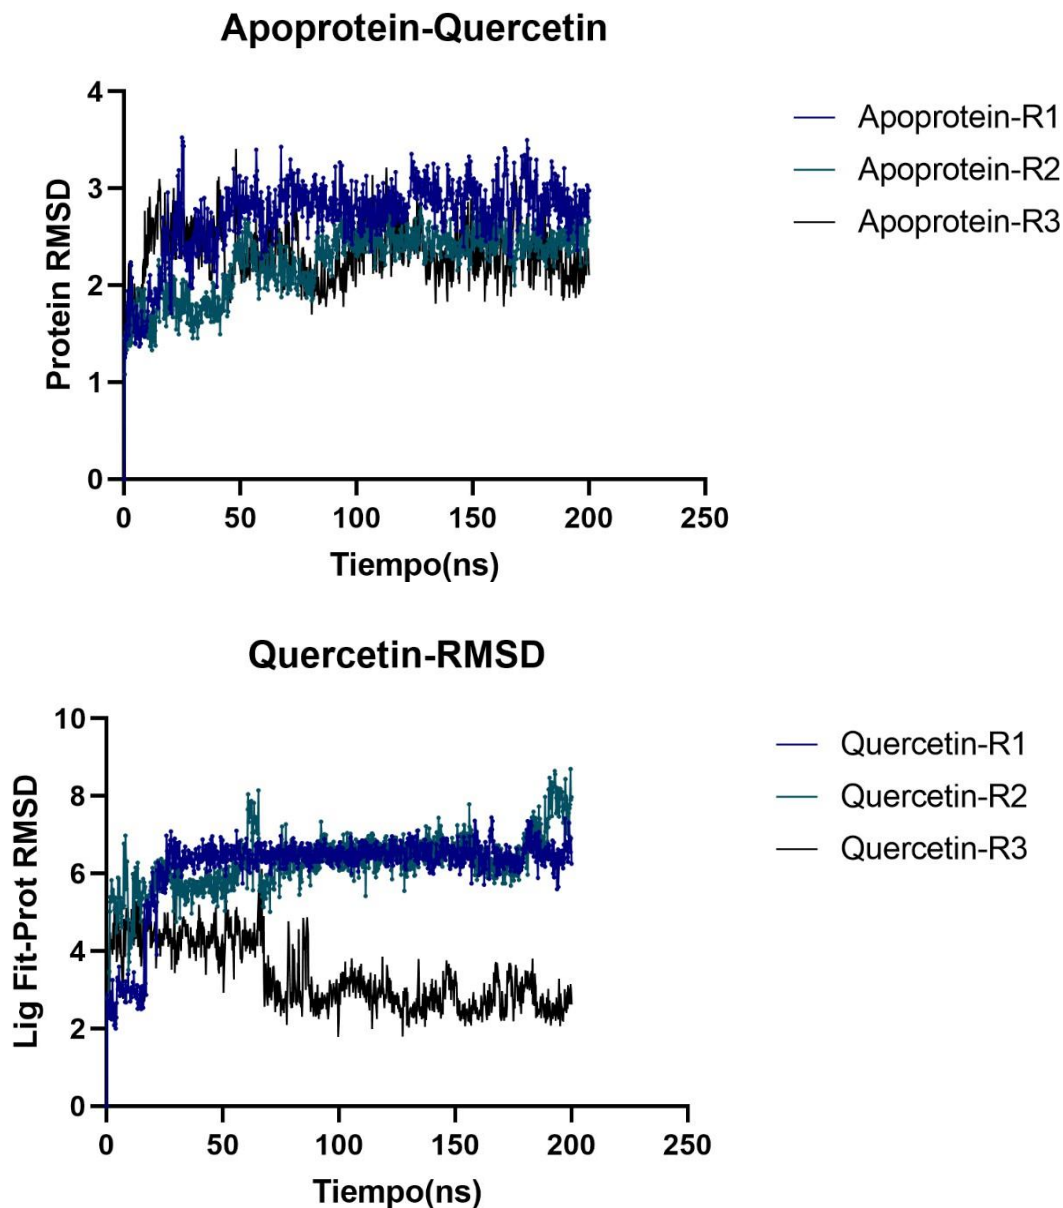 Apoprotein-Quercetin
4
3
2
1
0
Protein RMSD
0 50 100 150 200 250
Tiempo(ns)
Apoprotein-R1
Apoprotein-R2
Apoprotein-R3
Quercetin-RMSD
10
8
6
4
2
0
Lig Fit-Prot RMSD
0 50 100 150 200 250
Tiempo(ns)
Quercetin-R1
Quercetin-R2
Quercetin-R3